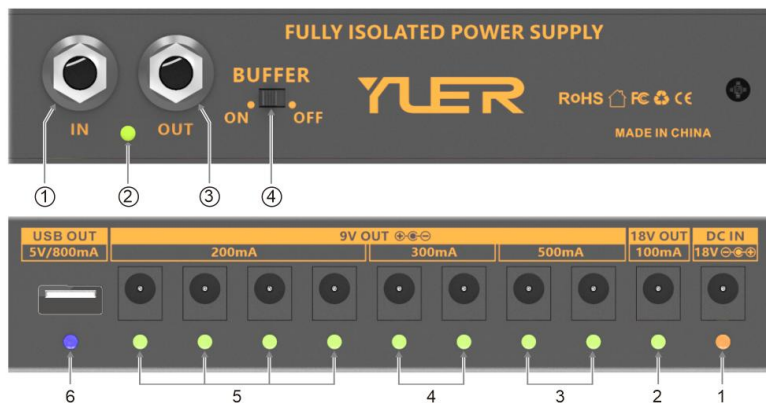 FULLY ISOLATED POWER SUPPLY
BUFFER
ON OFF
IN OUT
YUER
RoHS FC CE
MADE IN CHINA
① ② ③ ④
USB OUT 9V OUT ⊕⊖ 18V OUT DC IN
5V/800mA 200mA 300mA 500mA 100mA 18V ⊖⊕
6 5 4 3 2 1